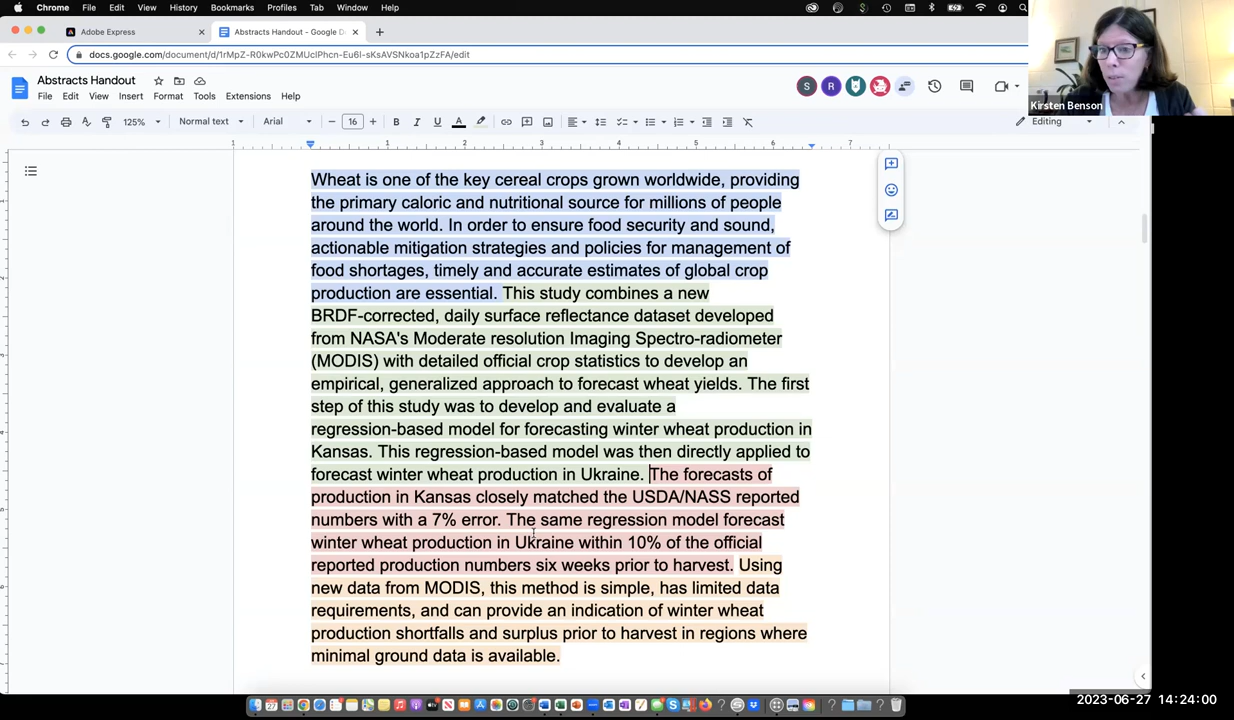 Chrome File Edit View History Bookmarks Profiles Tab Window Help
Adobe Express
Abstracts Handout - Google D
docs.google.com/document/d/1rMpZ-R0kwPc0ZMUclPhcn-Eu6l-sKsAVSNkoa1pZzFA/edit
Abstracts Handout
File Edit View Insert Format Tools Extensions Help
S R
125% Normal text Arial 16 B I U A Editing
1 1 2 3 4 5 6 7
Wheat is one of the key cereal crops grown worldwide, providing
the primary caloric and nutritional source for millions of people
around the world. In order to ensure food security and sound,
actionable mitigation strategies and policies for management of
food shortages, timely and accurate estimates of global crop
production are essential. This study combines a new
BRDF-corrected, daily surface reflectance dataset developed
from NASA's Moderate resolution Imaging Spectro-radiometer
(MODIS) with detailed official crop statistics to develop an
empirical, generalized approach to forecast wheat yields. The first
step of this study was to develop and evaluate a
regression-based model for forecasting winter wheat production in
Kansas. This regression-based model was then directly applied to
forecast winter wheat production in Ukraine. The forecasts of
production in Kansas closely matched the USDA/NASS reported
numbers with a 7% error. The same regression model forecast
winter wheat production in Ukraine within 10% of the official
reported production numbers six weeks prior to harvest. Using
new data from MODIS, this method is simple, has limited data
requirements, and can provide an indication of winter wheat
production shortfalls and surplus prior to harvest in regions where
minimal ground data is available.
Kirsten Benson
2023-06-27 14:24:00